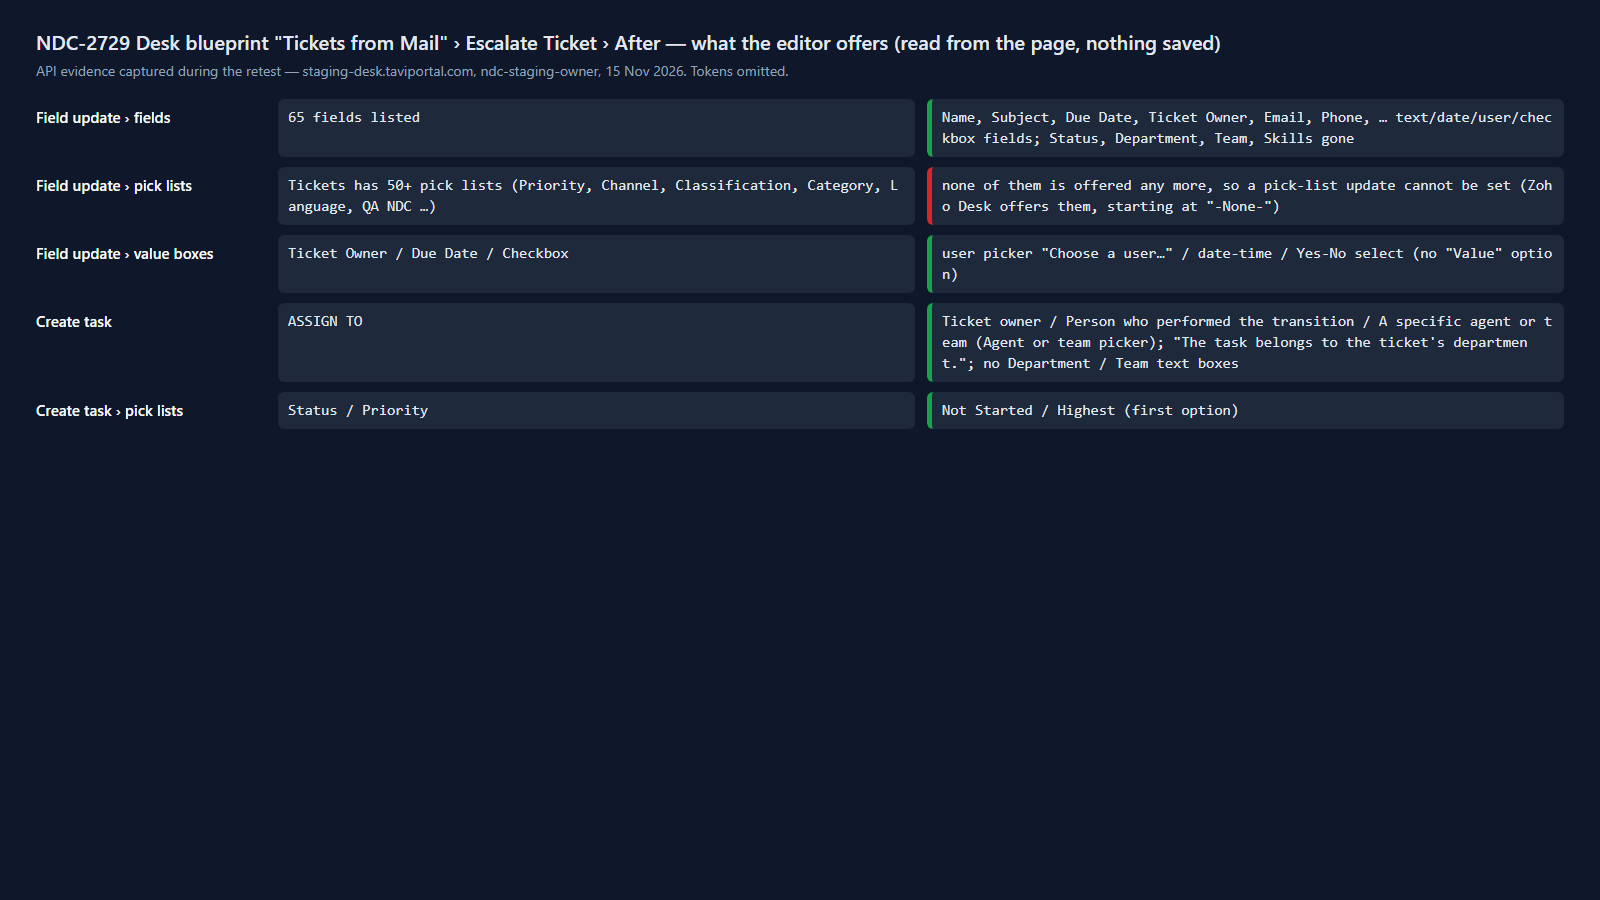 NDC-2729 Desk blueprint "Tickets from Mail" › Escalate Ticket › After — what the editor offers (read from the page, nothing saved)
API evidence captured during the retest — staging-desk.taviportal.com, ndc-staging-owner, 15 Nov 2026. Tokens omitted.
Field update › fields
65 fields listed
Name, Subject, Due Date, Ticket Owner, Email, Phone, … text/date/user/chec
kbox fields; Status, Department, Team, Skills gone
Field update › pick lists
Tickets has 50+ pick lists (Priority, Channel, Classification, Category, L
anguage, QA NDC …)
none of them is offered any more, so a pick-list update cannot be set (Zoh
o Desk offers them, starting at "-None-")
Field update › value boxes
Ticket Owner / Due Date / Checkbox
user picker "Choose a user…" / date-time / Yes-No select (no "Value" optio
n)
Create task
ASSIGN TO
Ticket owner / Person who performed the transition / A specific agent or t
eam (Agent or team picker); "The task belongs to the ticket's departmen
t."; no Department / Team text boxes
Create task › pick lists
Status / Priority
Not Started / Highest (first option)